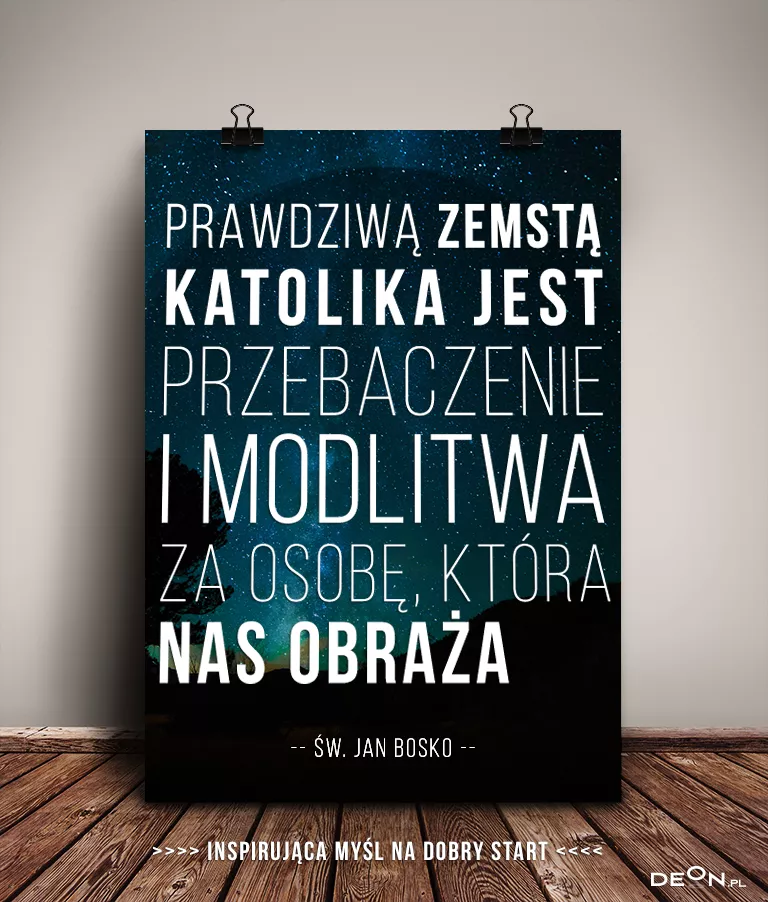 PRAWDZIWĄ ZEMSTĄ
KATOLIKA JEST
PRZEBACZENIE
I MODLITWA
ZA OSOBĘ, KTÓRA
NAS OBRAŻA
-- ŚW. JAN BOSKO --
>>>> INSPIRUJĄCA MYŚL NA DOBRY START <<<<
DEON.PL